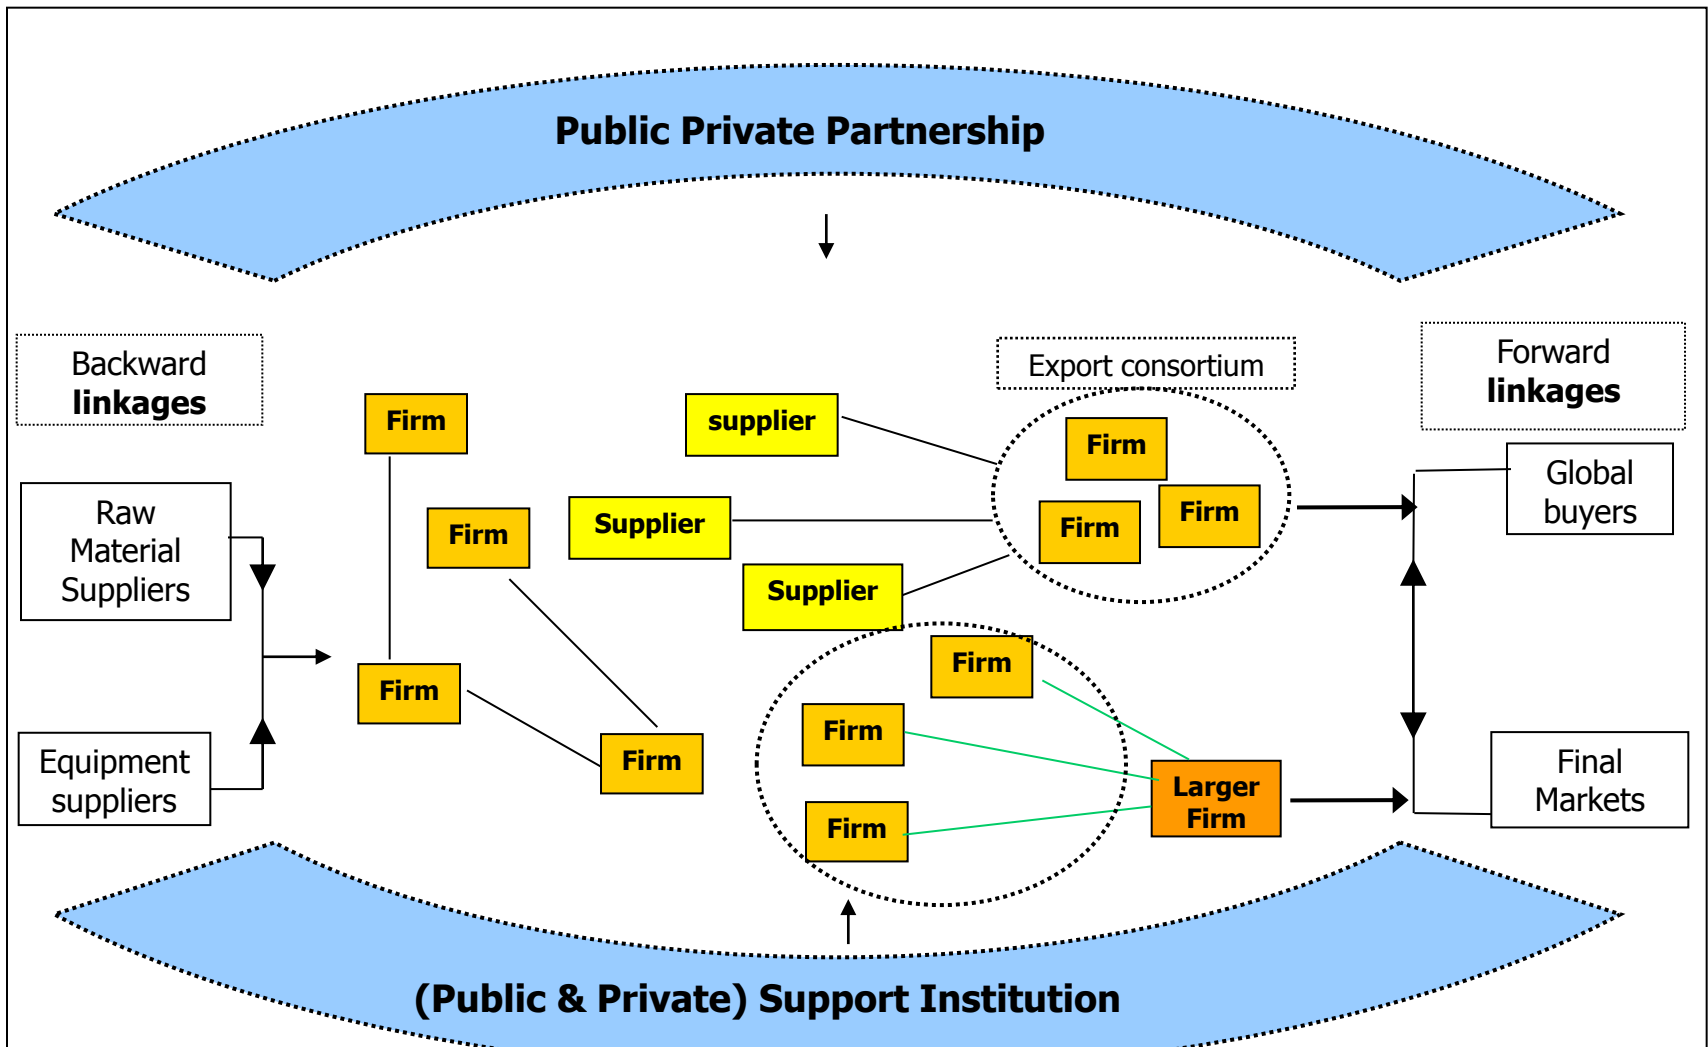 Public Private Partnership
Backward
linkages
Export consortium
Forward
linkages
Firm
supplier
Firm
Firm
Firm
Global
buyers
Raw
Material
Suppliers
Firm
Supplier
Supplier
Firm
Firm
Firm
Firm
Firm
Larger
Firm
Equipment
suppliers
Final
Markets
Firm
(Public & Private) Support Institution